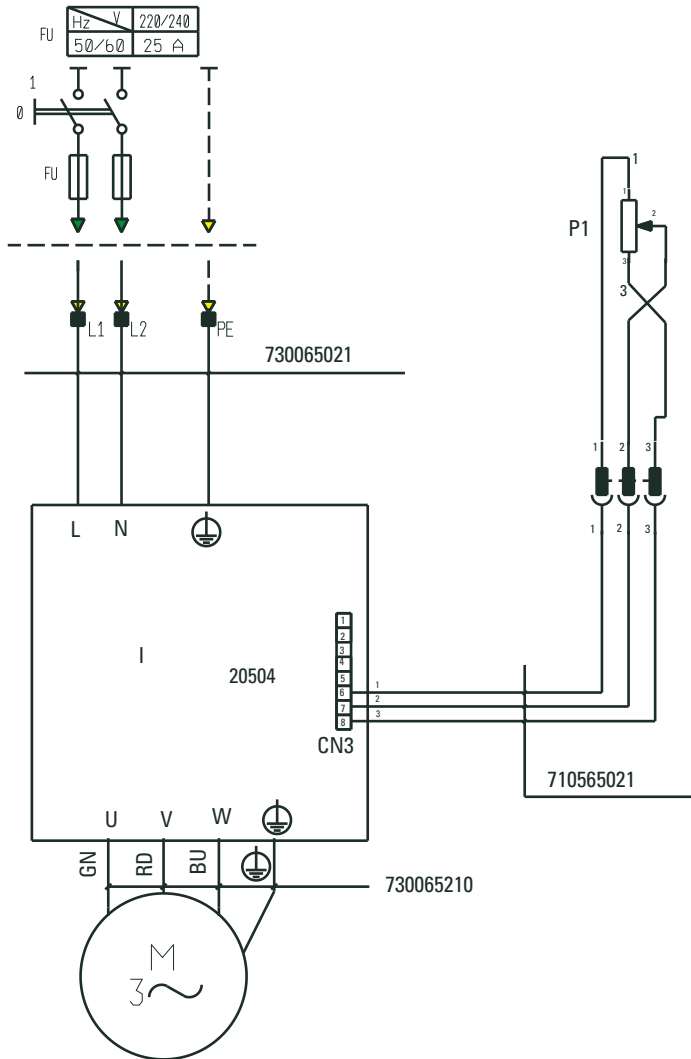 FU
Hz V 220/240
50/60 25 A
1
0
FU
L1 L2 PE
730065021
L N
I
20504
1
2
3
4
5
6
7
8
CN3
1
2
3
U V W
GN RD BU
730065210
M
3
P1
1
1
2
3
3
1 2 3
1 2 3
710565021